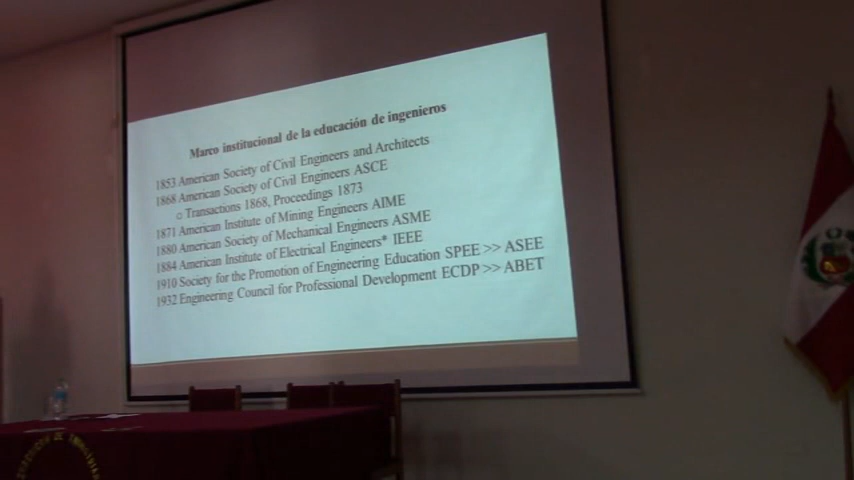 Marco institucional de la educación de ingenieros
1853 American Society of Civil Engineers and Architects
1868 American Society of Civil Engineers ASCE
o Transactions 1868, Proceedings 1873
1871 American Institute of Mining Engineers AIME
1880 American Society of Mechanical Engineers ASME
1884 American Institute of Electrical Engineers* IEEE
1910 Society for the Promotion of Engineering Education SPEE >> ASEE
1932 Engineering Council for Professional Development ECDP >> ABET